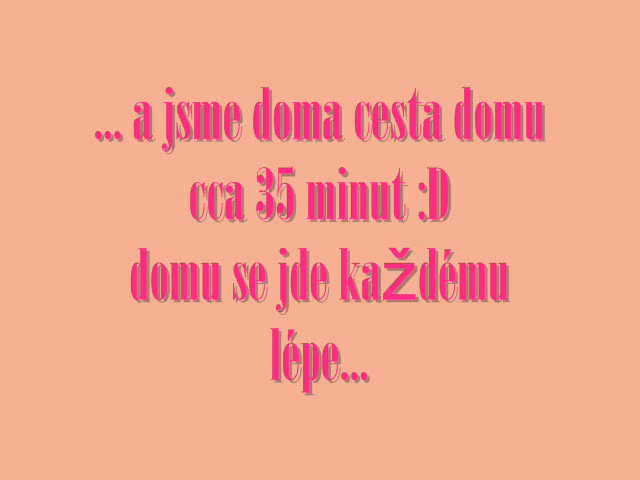 ... a jsme doma cesta domu
cca 35 minut :D
domu se jde každému
lépe...